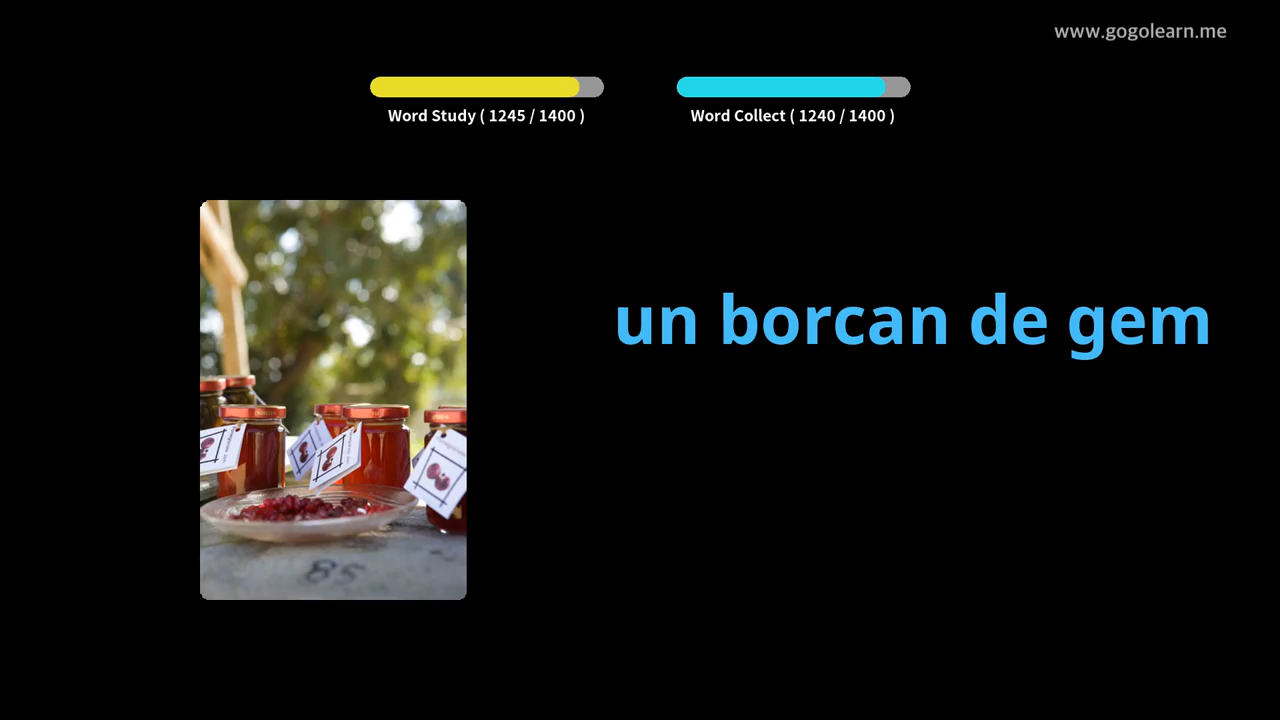 www.gogolearn.me
Word Study ( 1245 / 1400 )
Word Collect ( 1240 / 1400 )
un borcan de gem
85